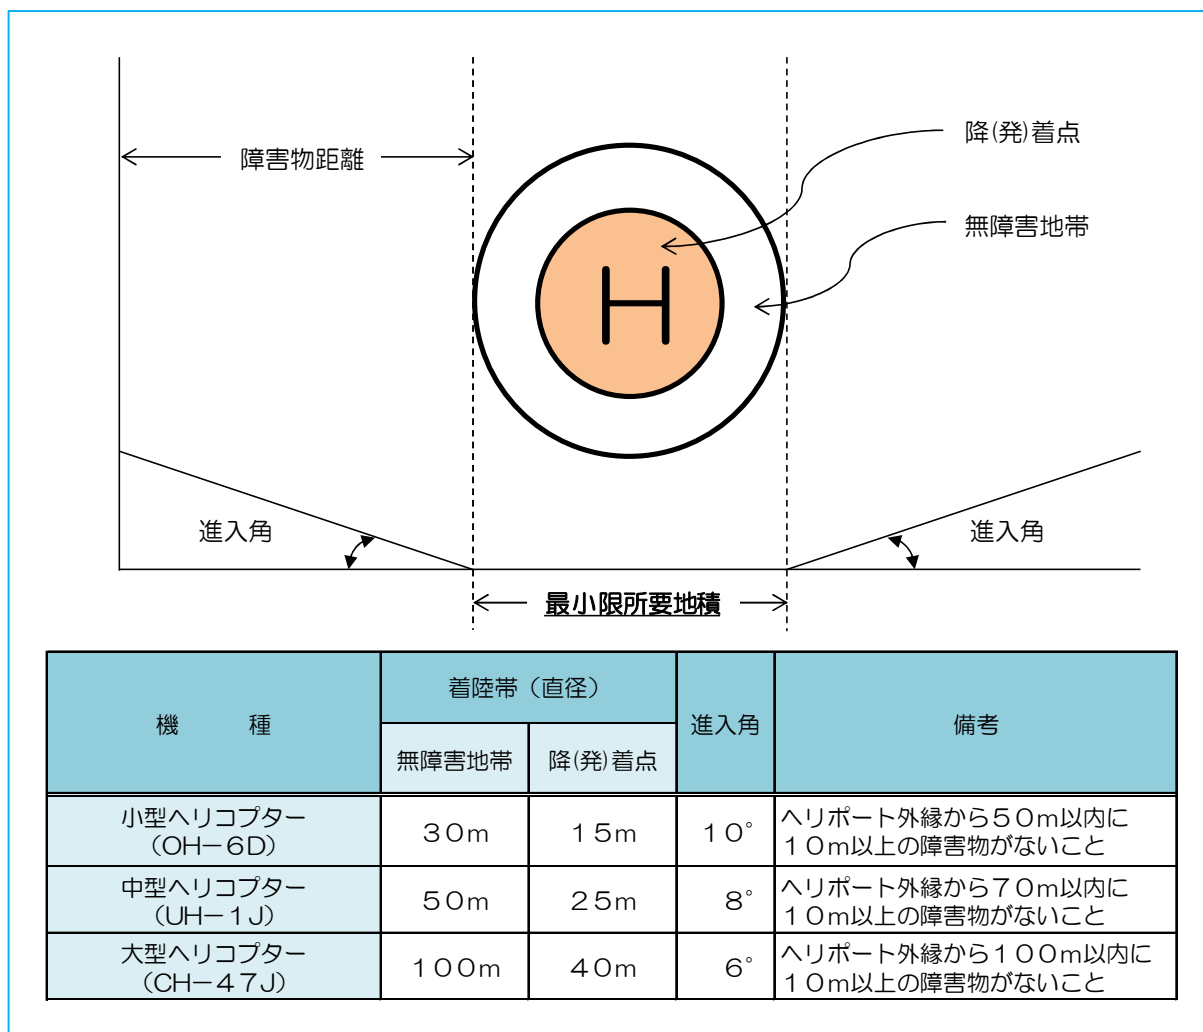 降(発)着点
障害物距離
無障害地帯
H
進入角
進入角
最小限所要地積
機　　種
着陸帯（直径）
進入角
備考
無障害地帯
降(発)着点
小型ヘリコプター
（OH－６D）
３０ｍ
１５ｍ
１０°
ヘリポート外縁から５０ｍ以内に
１０ｍ以上の障害物がないこと
中型ヘリコプター
（UH－１J）
５０ｍ
２５ｍ
８°
ヘリポート外縁から７０ｍ以内に
１０ｍ以上の障害物がないこと
大型ヘリコプター
（CH－４７J）
１００ｍ
４０ｍ
６°
ヘリポート外縁から１００ｍ以内に
１０ｍ以上の障害物がないこと